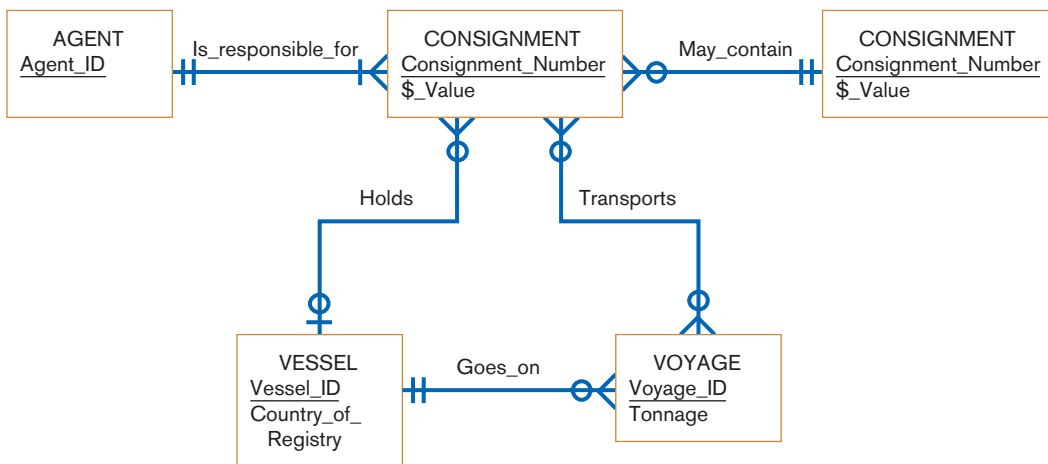 AGENT
Agent_ID
Is_responsible_for
CONSIGNMENT
Consignment_Number
$_Value
May_contain
CONSIGNMENT
Consignment_Number
$_Value
Holds
Transports
VESSEL
Vessel_ID
Country_of_
Registry
Goes_on
VOYAGE
Voyage_ID
Tonnage